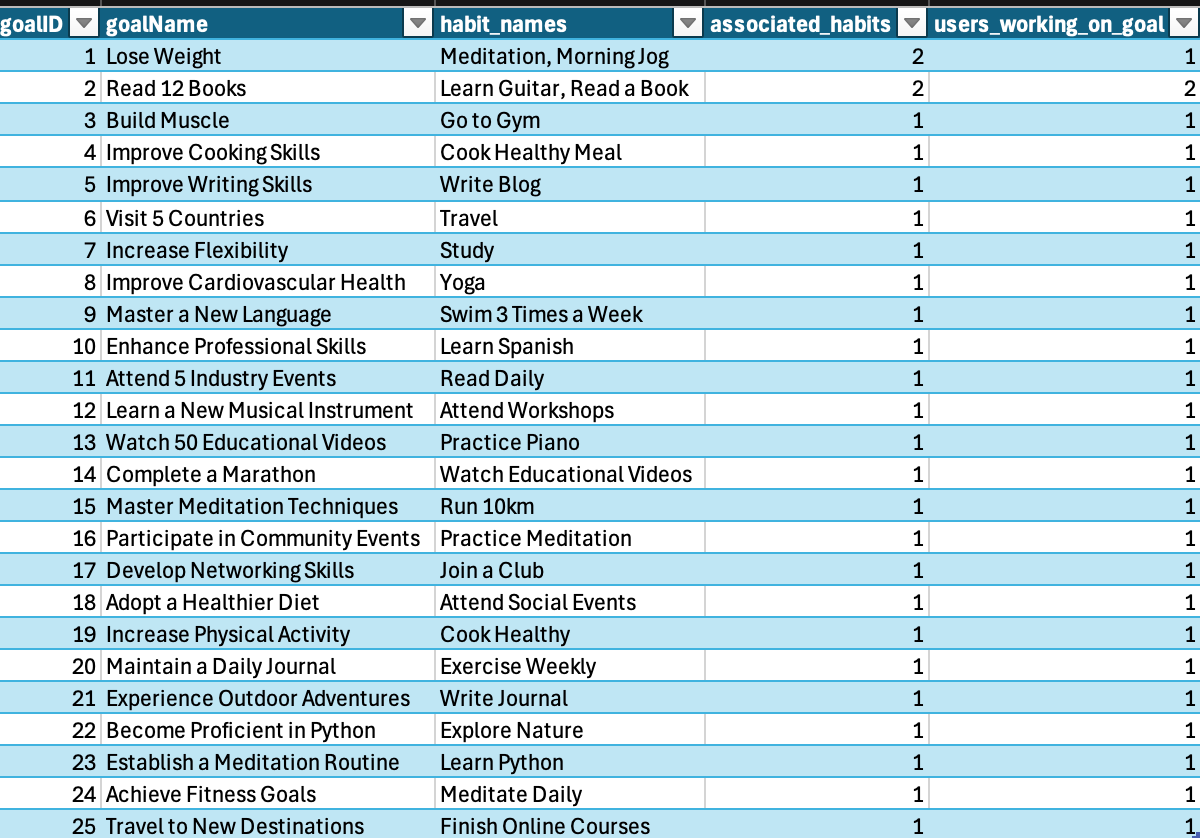 goalID goalName habit_names associated_habits users_working_on_goal
1 Lose Weight Meditation, Morning Jog 2 1
2 Read 12 Books Learn Guitar, Read a Book 2 2
3 Build Muscle Go to Gym 1 1
4 Improve Cooking Skills Cook Healthy Meal 1 1
5 Improve Writing Skills Write Blog 1 1
6 Visit 5 Countries Travel 1 1
7 Increase Flexibility Study 1 1
8 Improve Cardiovascular Health Yoga 1 1
9 Master a New Language Swim 3 Times a Week 1 1
10 Enhance Professional Skills Learn Spanish 1 1
11 Attend 5 Industry Events Read Daily 1 1
12 Learn a New Musical Instrument Attend Workshops 1 1
13 Watch 50 Educational Videos Practice Piano 1 1
14 Complete a Marathon Watch Educational Videos 1 1
15 Master Meditation Techniques Run 10km 1 1
16 Participate in Community Events Practice Meditation 1 1
17 Develop Networking Skills Join a Club 1 1
18 Adopt a Healthier Diet Attend Social Events 1 1
19 Increase Physical Activity Cook Healthy 1 1
20 Maintain a Daily Journal Exercise Weekly 1 1
21 Experience Outdoor Adventures Write Journal 1 1
22 Become Proficient in Python Explore Nature 1 1
23 Establish a Meditation Routine Learn Python 1 1
24 Achieve Fitness Goals Meditate Daily 1 1
25 Travel to New Destinations Finish Online Courses 1 1